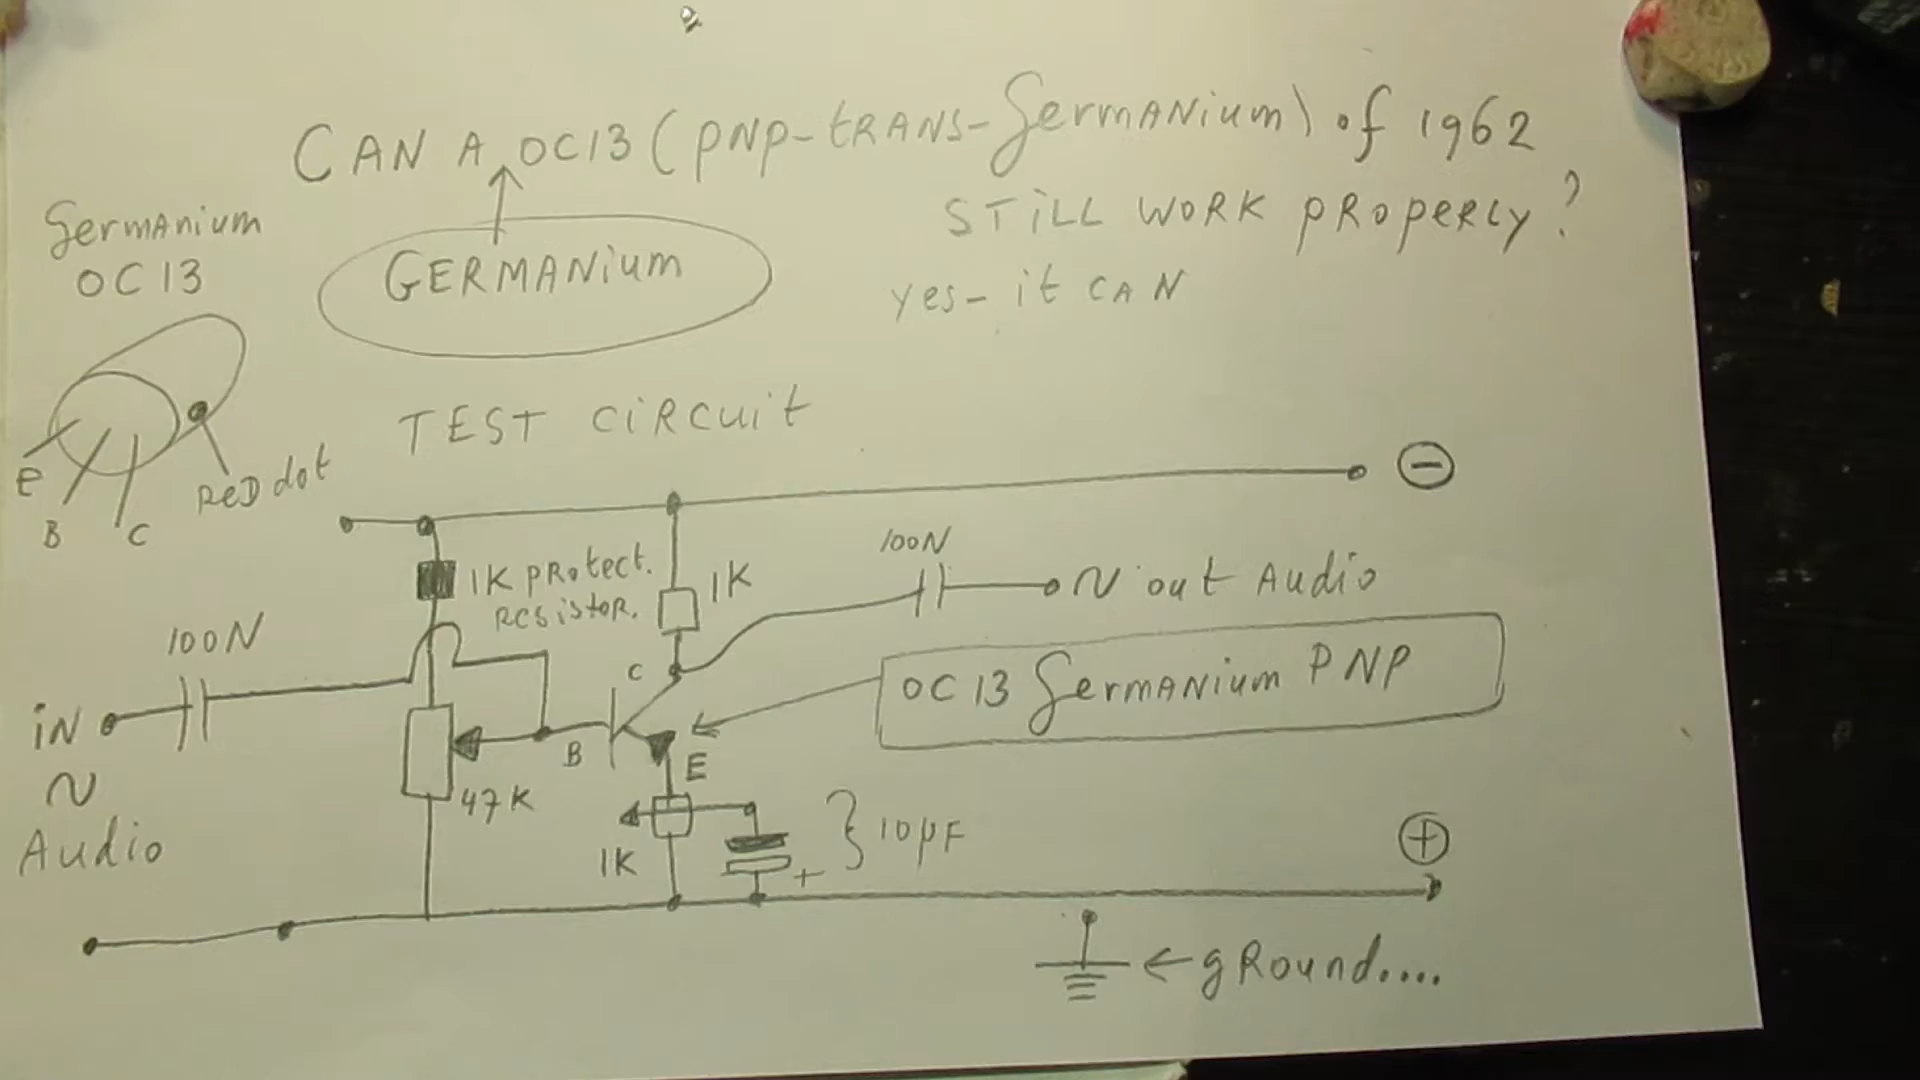 CAN A OC13 (PNP-TRANS-GERMANIUM) of 1962
STILL WORK PROPERLY?
yes- it CAN
GERMANIUM
GERMANIUM
OC13
e
B
C
RED dot
TEST CIRCUIT
−
1K PROTECT.
RESISTOR.
1K
100N
~ out AUDIO
100N
iN
~
Audio
47K
C
B
E
OC13 GERMANIUM PNP
1K
+
10µF
+
← gROUND....